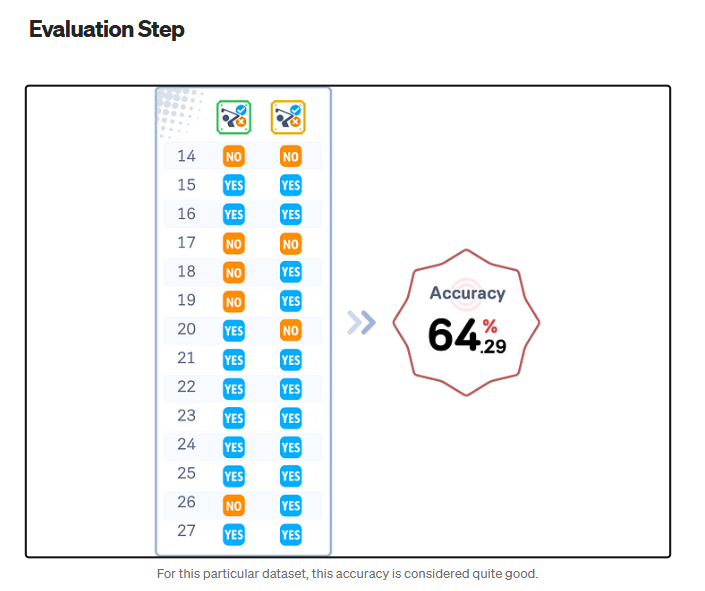 Evaluation Step
14 NO NO
15 YES YES
16 YES YES
17 NO NO
18 NO YES
19 NO YES
20 YES NO
21 YES YES
22 YES YES
23 YES YES
24 YES YES
25 YES YES
26 NO YES
27 YES YES
Accuracy
64.29%
For this particular dataset, this accuracy is considered quite good.